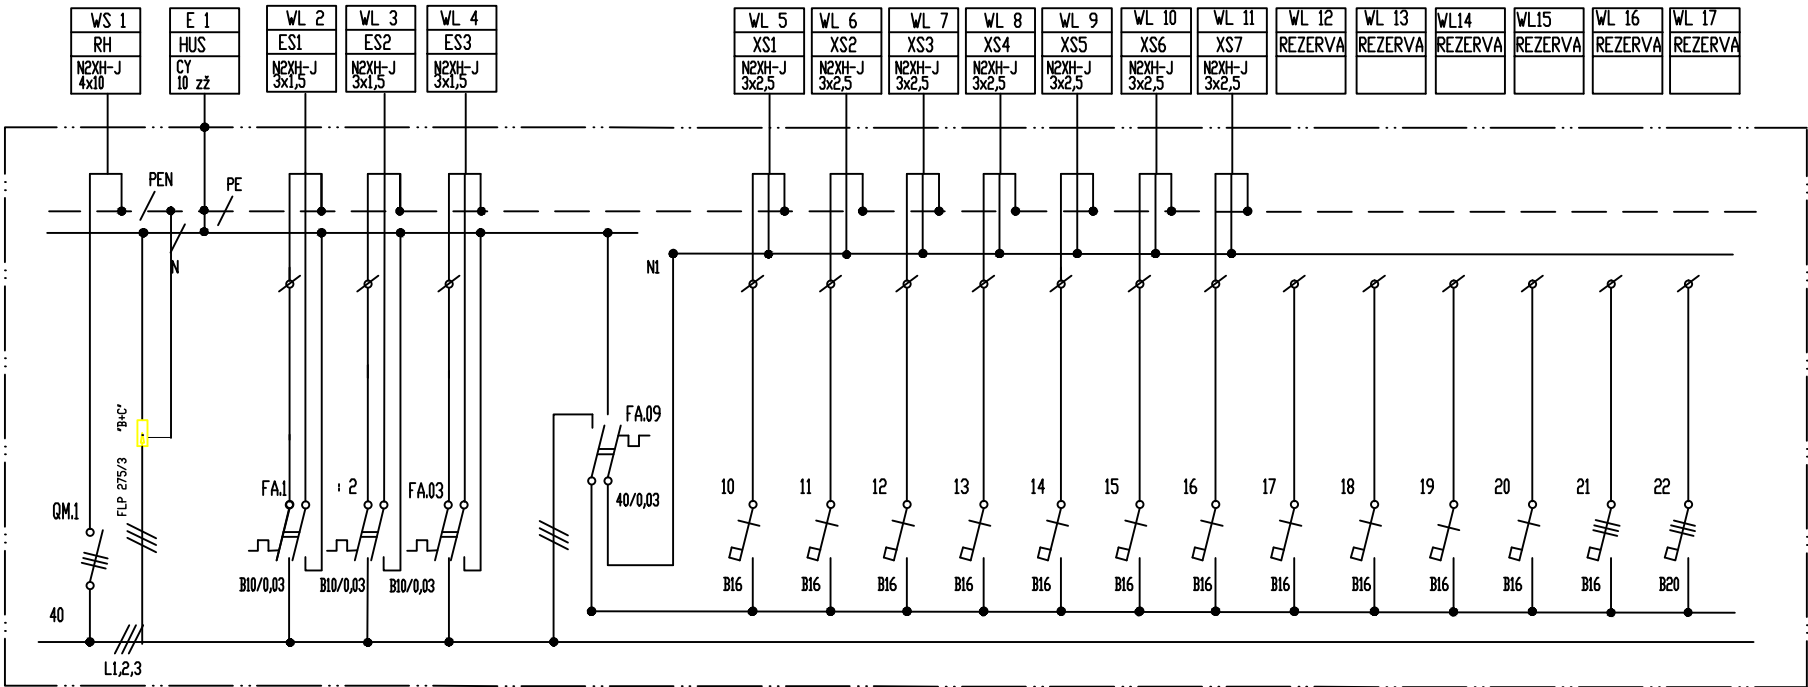 WS 1
RH
N2XH-J
4x10
E 1
HUS
CY
10 zž
WL 2
ES1
N2XH-J
3x1,5
WL 3
ES2
N2XH-J
3x1,5
WL 4
ES3
N2XH-J
3x1,5
WL 5
XS1
N2XH-J
3x2,5
WL 6
XS2
N2XH-J
3x2,5
WL 7
XS3
N2XH-J
3x2,5
WL 8
XS4
N2XH-J
3x2,5
WL 9
XS5
N2XH-J
3x2,5
WL 10
XS6
N2XH-J
3x2,5
WL 11
XS7
N2XH-J
3x2,5
WL 12
REZERVA
WL 13
REZERVA
WL14
REZERVA
WL15
REZERVA
WL 16
REZERVA
WL 17
REZERVA
PEN
PE
N
N1
"B+C"
FLP 275/3
QM.1
40
L1,2,3
FA.1
B10/0,03
: 2
B10/0,03
FA.03
B10/0,03
FA.09
40/0,03
10
11
12
13
14
15
16
17
18
19
20
21
22
B16
B16
B16
B16
B16
B16
B16
B16
B16
B16
B16
B16
B20